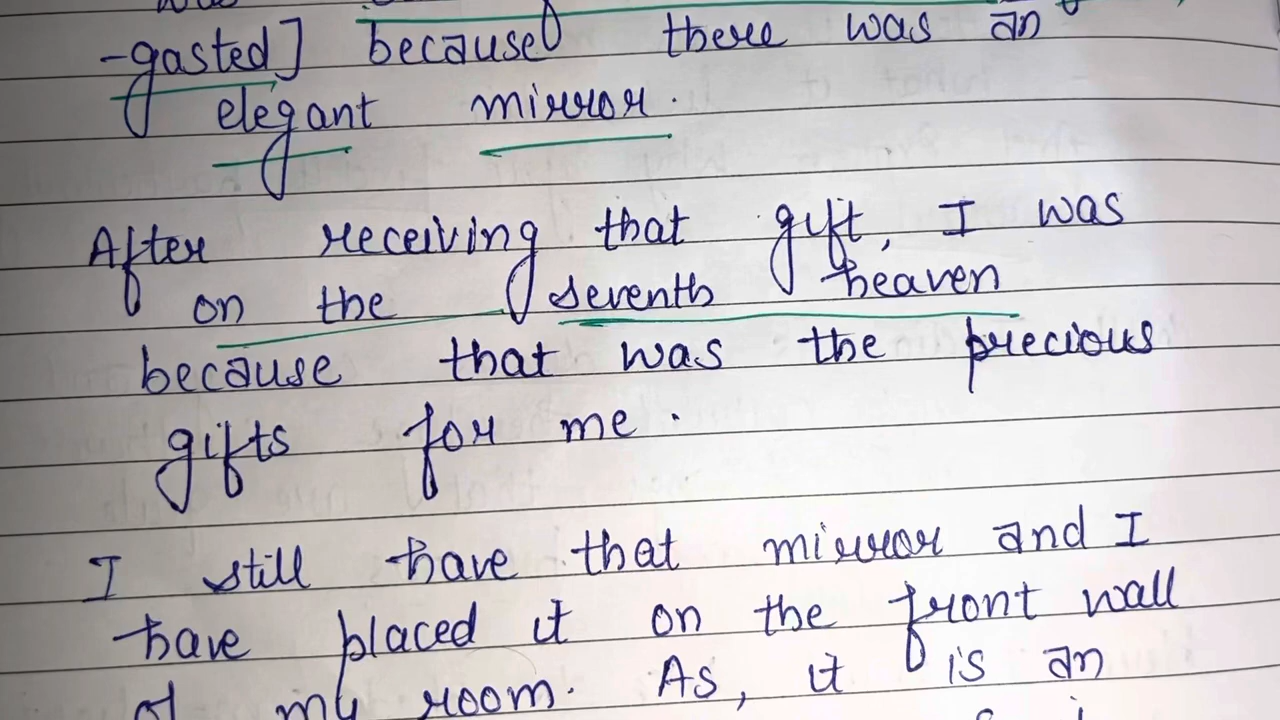 was
-gasted] because there was an
elegant mirror.
After receiving that gift, I was
on the seventh heaven
because that was the precious
gifts for me.
I still have that mirror and I
have placed it on the front wall
of my room. As, it is an